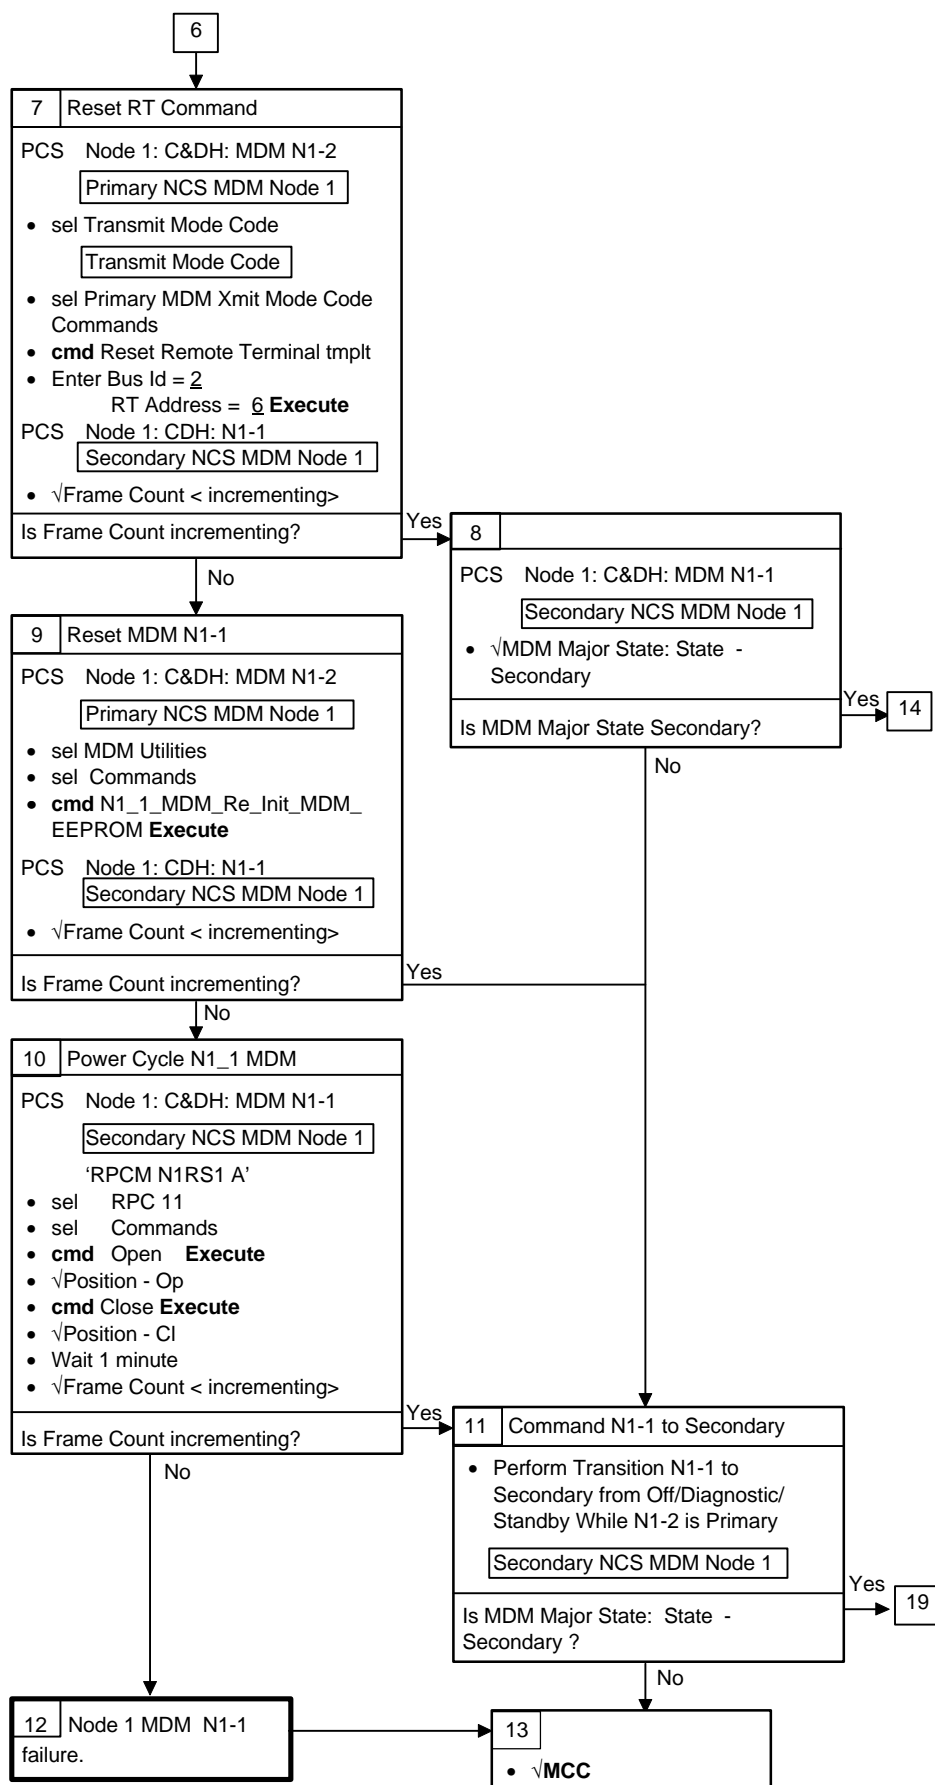 6
7 Reset RT Command
PCS Node 1: C&DH: MDM N1-2
Primary NCS MDM Node 1
• sel Transmit Mode Code
Transmit Mode Code
• sel Primary MDM Xmit Mode Code
Commands
• cmd Reset Remote Terminal tmplt
• Enter Bus Id = 2
RT Address = 6 Execute
PCS Node 1: CDH: N1-1
Secondary NCS MDM Node 1
• √Frame Count < incrementing>
Is Frame Count incrementing?
Yes
No
8
PCS Node 1: C&DH: MDM N1-1
Secondary NCS MDM Node 1
• √MDM Major State: State -
Secondary
Is MDM Major State Secondary?
Yes
14
No
9 Reset MDM N1-1
PCS Node 1: C&DH: MDM N1-2
Primary NCS MDM Node 1
• sel MDM Utilities
• sel Commands
• cmd N1_1_MDM_Re_Init_MDM_
EEPROM Execute
PCS Node 1: CDH: N1-1
Secondary NCS MDM Node 1
• √Frame Count < incrementing>
Is Frame Count incrementing?
Yes
No
10 Power Cycle N1_1 MDM
PCS Node 1: C&DH: MDM N1-1
Secondary NCS MDM Node 1
‘RPCM N1RS1 A’
• sel RPC 11
• sel Commands
• cmd Open Execute
• √Position - Op
• cmd Close Execute
• √Position - Cl
• Wait 1 minute
• √Frame Count < incrementing>
Is Frame Count incrementing?
Yes
No
11 Command N1-1 to Secondary
• Perform Transition N1-1 to
Secondary from Off/Diagnostic/
Standby While N1-2 is Primary
Secondary NCS MDM Node 1
Is MDM Major State: State -
Secondary ?
Yes
19
No
12 Node 1 MDM N1-1
failure.
13
• √MCC